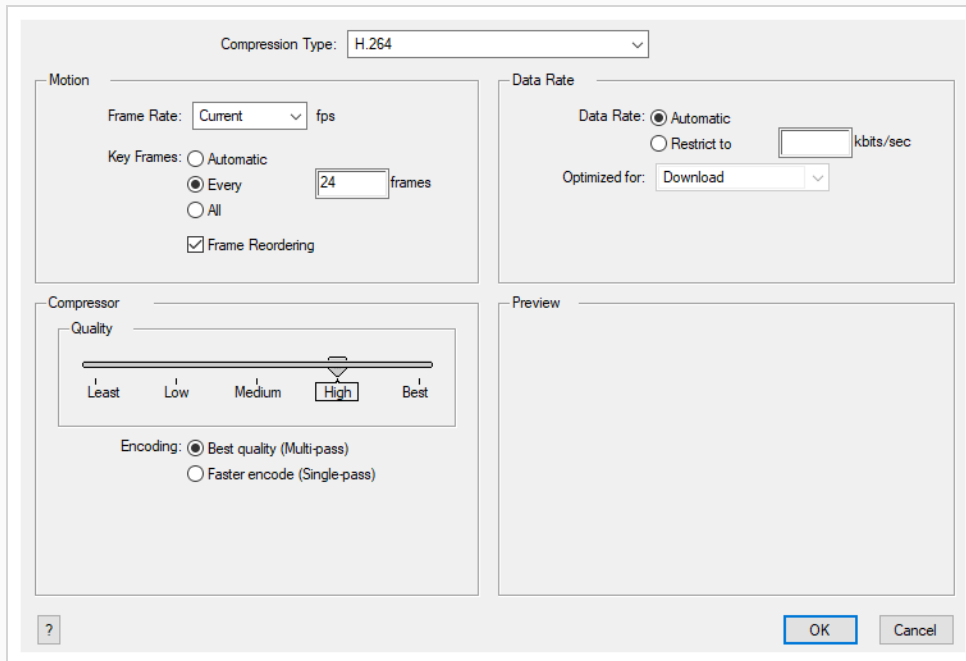 Compression Type: H.264
Motion
Frame Rate: Current fps
Key Frames: Automatic
Every 24 frames
All
Frame Reordering
Data Rate
Data Rate: Automatic
Restrict to kbits/sec
Optimized for: Download
Compressor
Quality
Least Low Medium High Best
Encoding: Best quality (Multi-pass)
Faster encode (Single-pass)
Preview
? OK Cancel